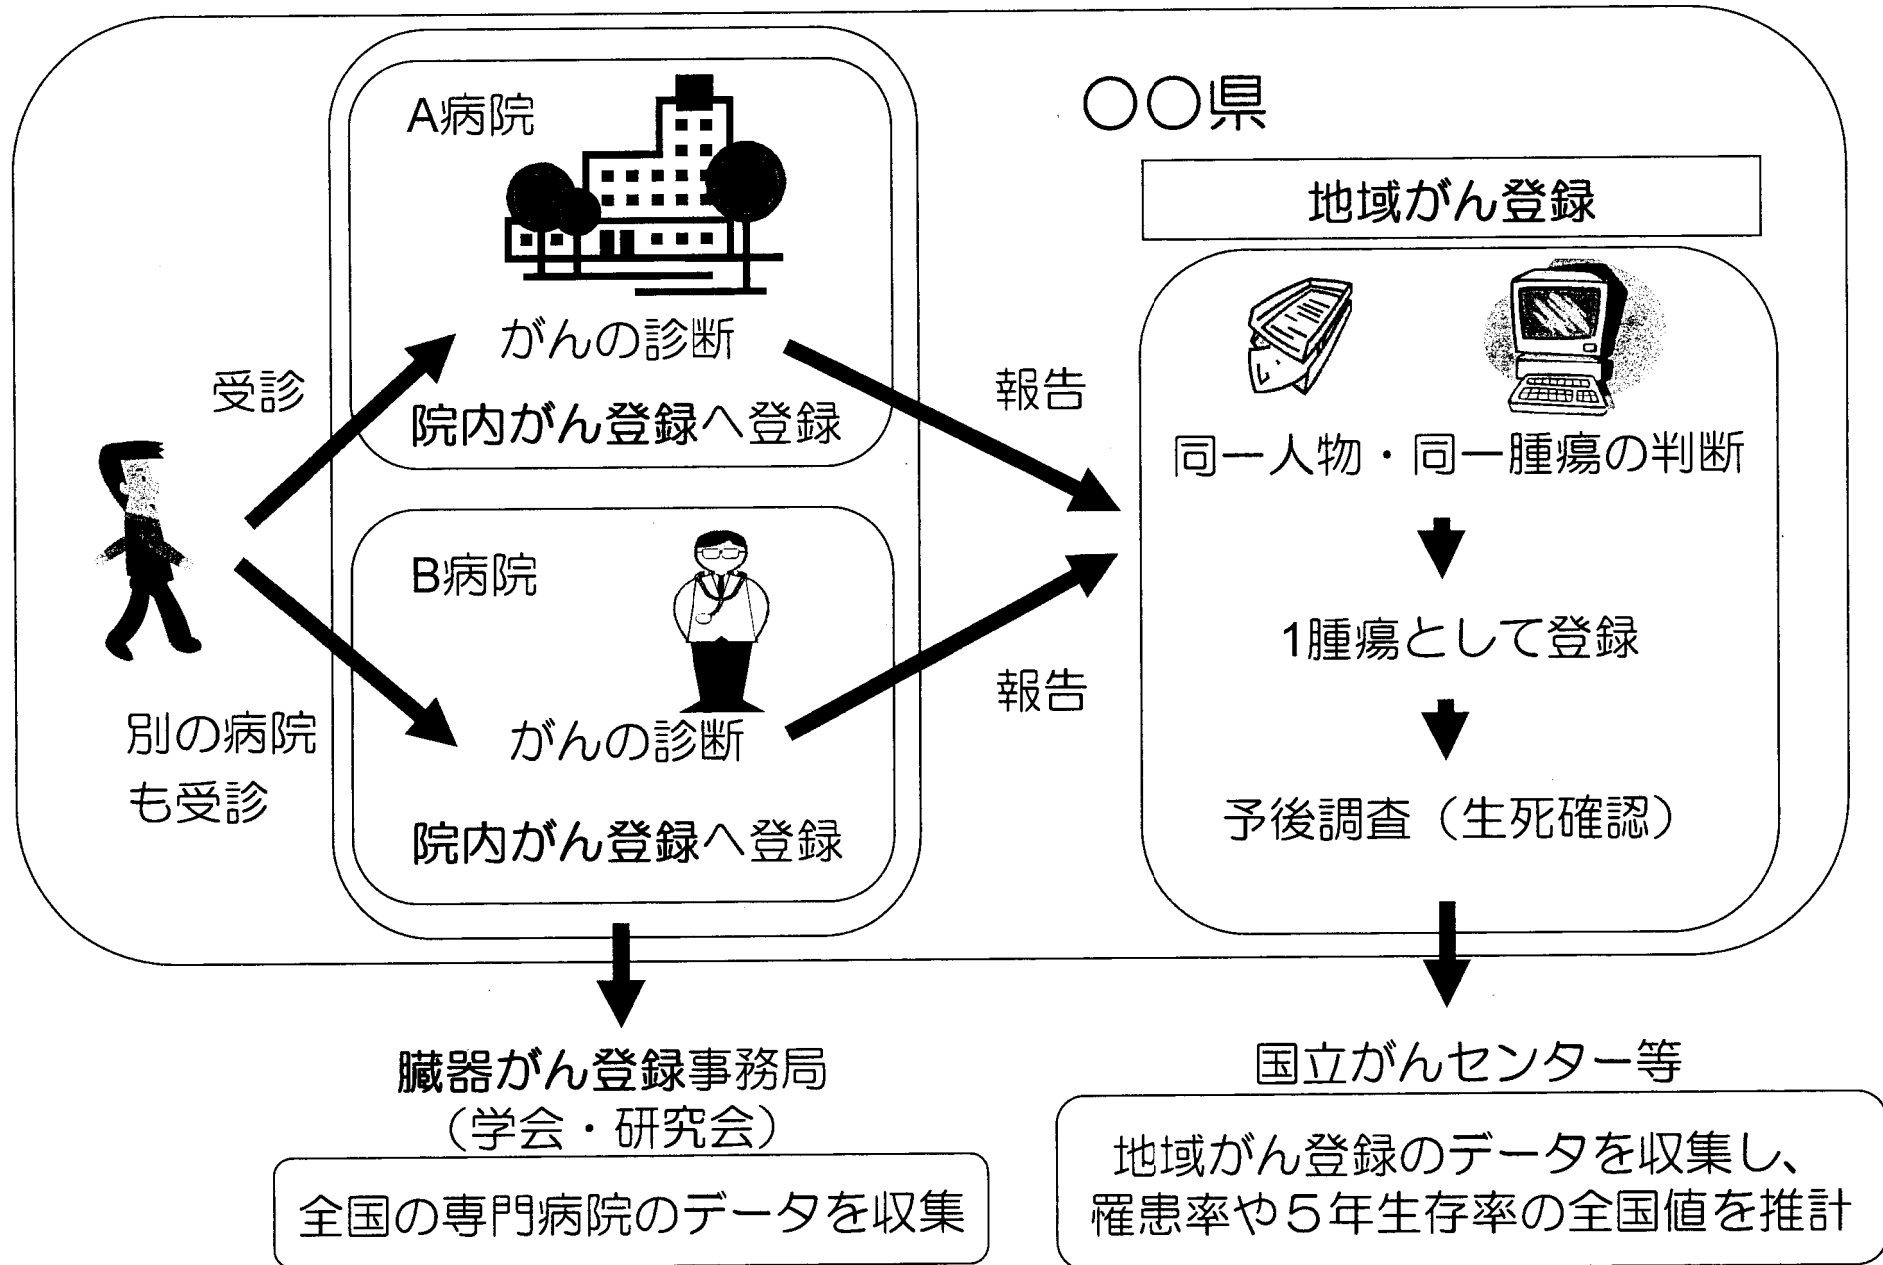 〇〇県
A病院
がんの診断
院内がん登録へ登録
受診
別の病院
も受診
B病院
がんの診断
院内がん登録へ登録
報告
報告
地域がん登録
同一人物・同一腫瘍の判断
1腫瘍として登録
予後調査（生死確認）
臓器がん登録事務局
（学会・研究会）
全国の専門病院のデータを収集
国立がんセンター等
地域がん登録のデータを収集し、
罹患率や５年生存率の全国値を推計